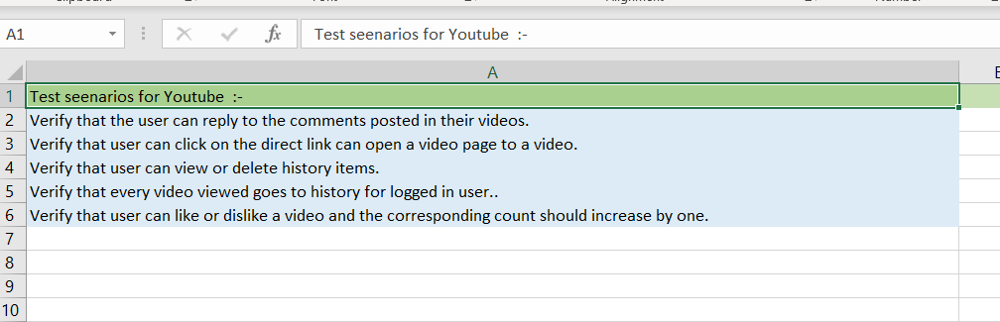 A1 fx Test seenarios for Youtube :-
A
1 Test seenarios for Youtube :-
2 Verify that the user can reply to the comments posted in their videos.
3 Verify that user can click on the direct link can open a video page to a video.
4 Verify that user can view or delete history items.
5 Verify that every video viewed goes to history for logged in user..
6 Verify that user can like or dislike a video and the corresponding count should increase by one.
7
8
9
10